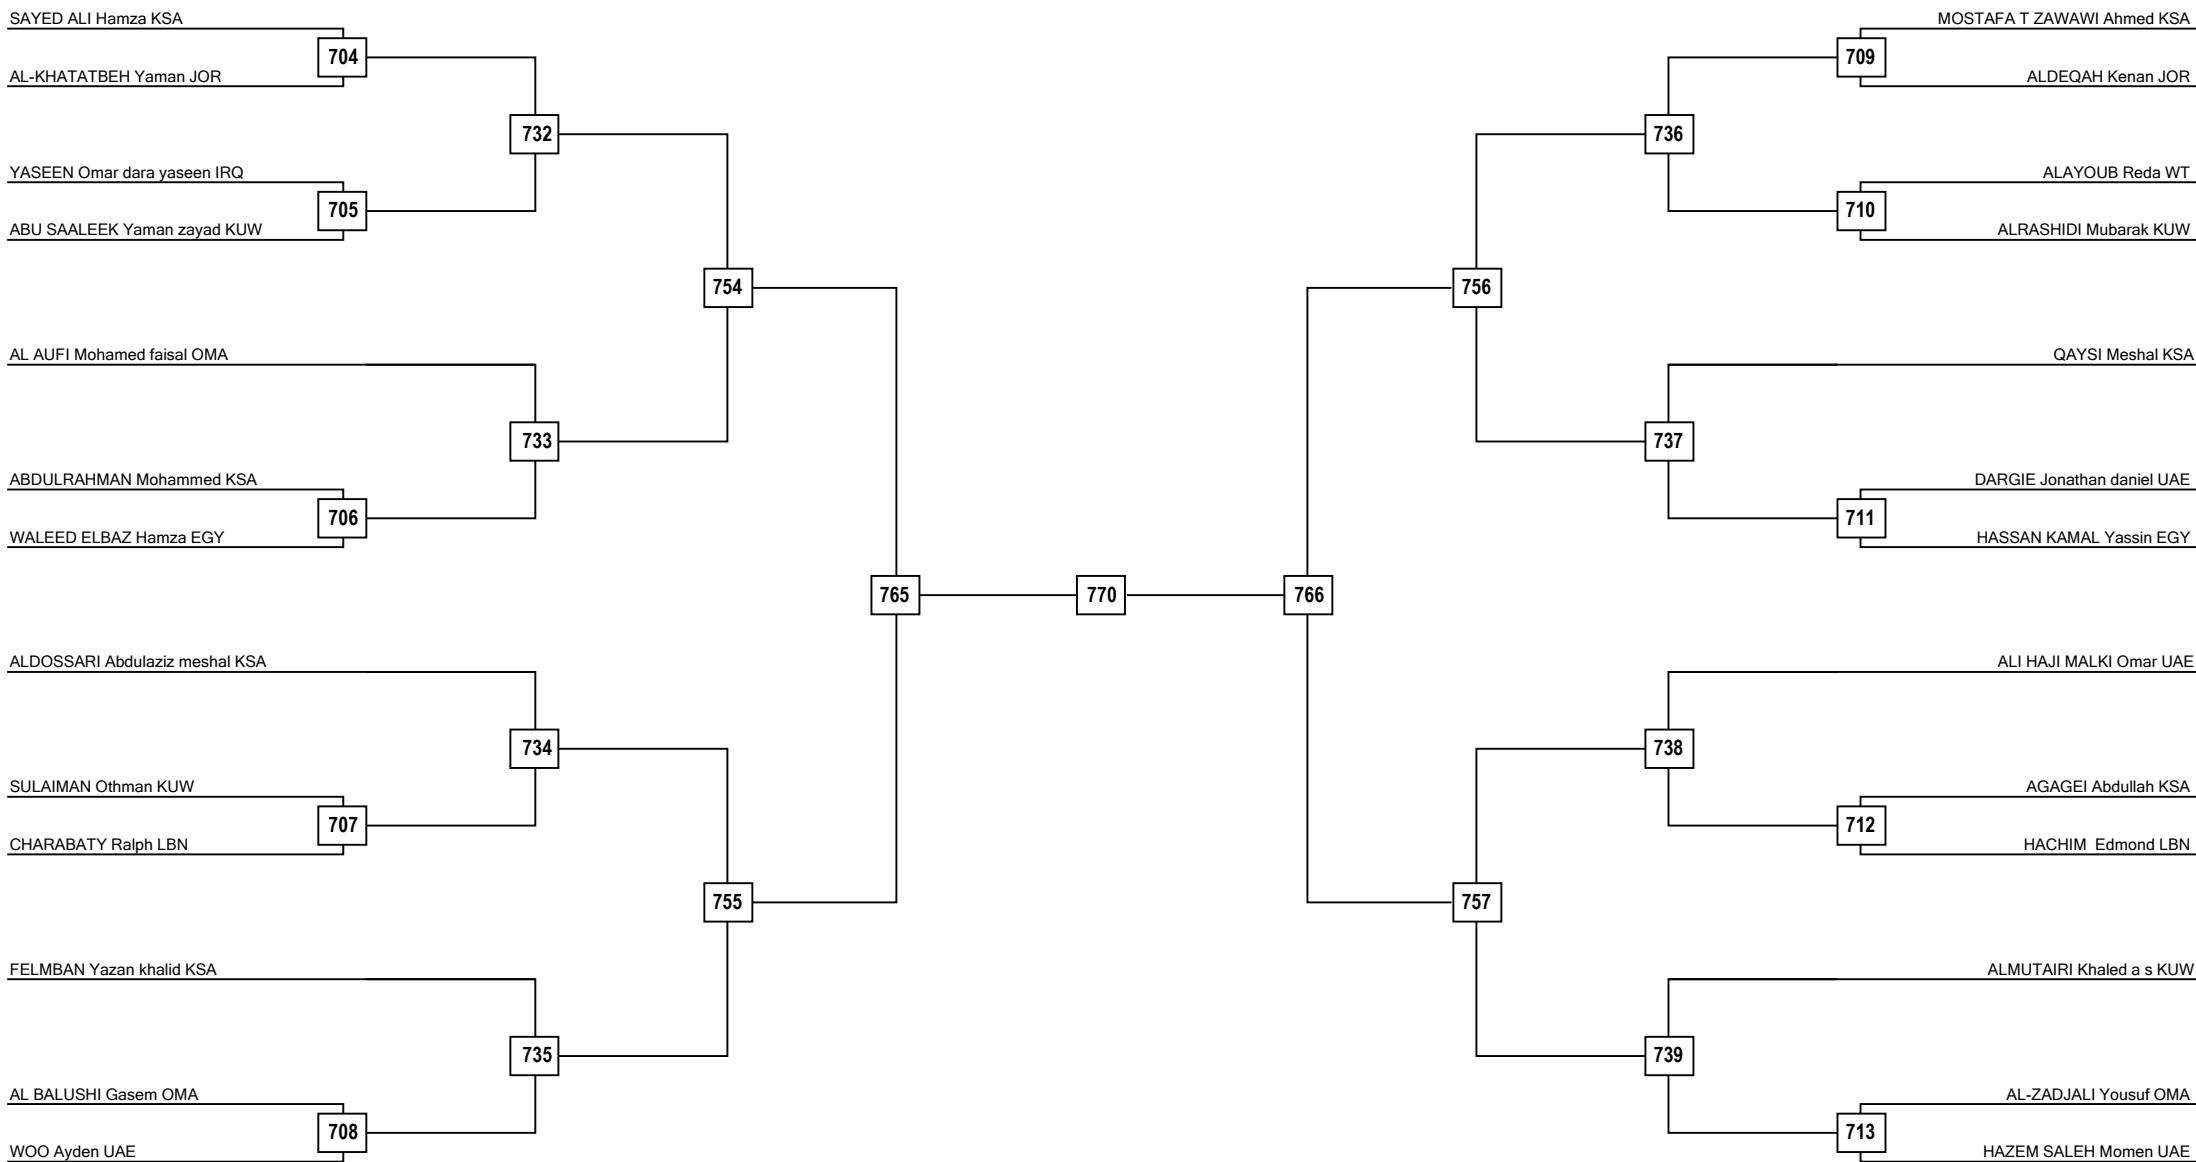 SAYED ALI Hamza KSA
MOSTAFA T ZAWAWI Ahmed KSA
704
709
AL-KHATATBEH Yaman JOR
ALDEQAH Kenan JOR
732
736
YASEEN Omar dara yaseen IRQ
ALAYOUB Reda WT
705
710
ABU SAALEEK Yaman zayad KUW
ALRASHIDI Mubarak KUW
754
756
AL AUFI Mohamed faisal OMA
QAYSI Meshal KSA
733
737
ABDULRAHMAN Mohammed KSA
DARGIE Jonathan daniel UAE
706
711
WALEED ELBAZ Hamza EGY
HASSAN KAMAL Yassin EGY
765
770
766
ALDOSSARI Abdulaziz meshal KSA
ALI HAJI MALKI Omar UAE
734
738
SULAIMAN Othman KUW
AGAGEI Abdullah KSA
707
712
CHARABATY Ralph LBN
HACHIM  Edmond LBN
755
757
FELMBAN Yazan khalid KSA
ALMUTAIRI Khaled a s KUW
735
739
AL BALUSHI Gasem OMA
AL-ZADJALI Yousuf OMA
708
713
WOO Ayden UAE
HAZEM SALEH Momen UAE